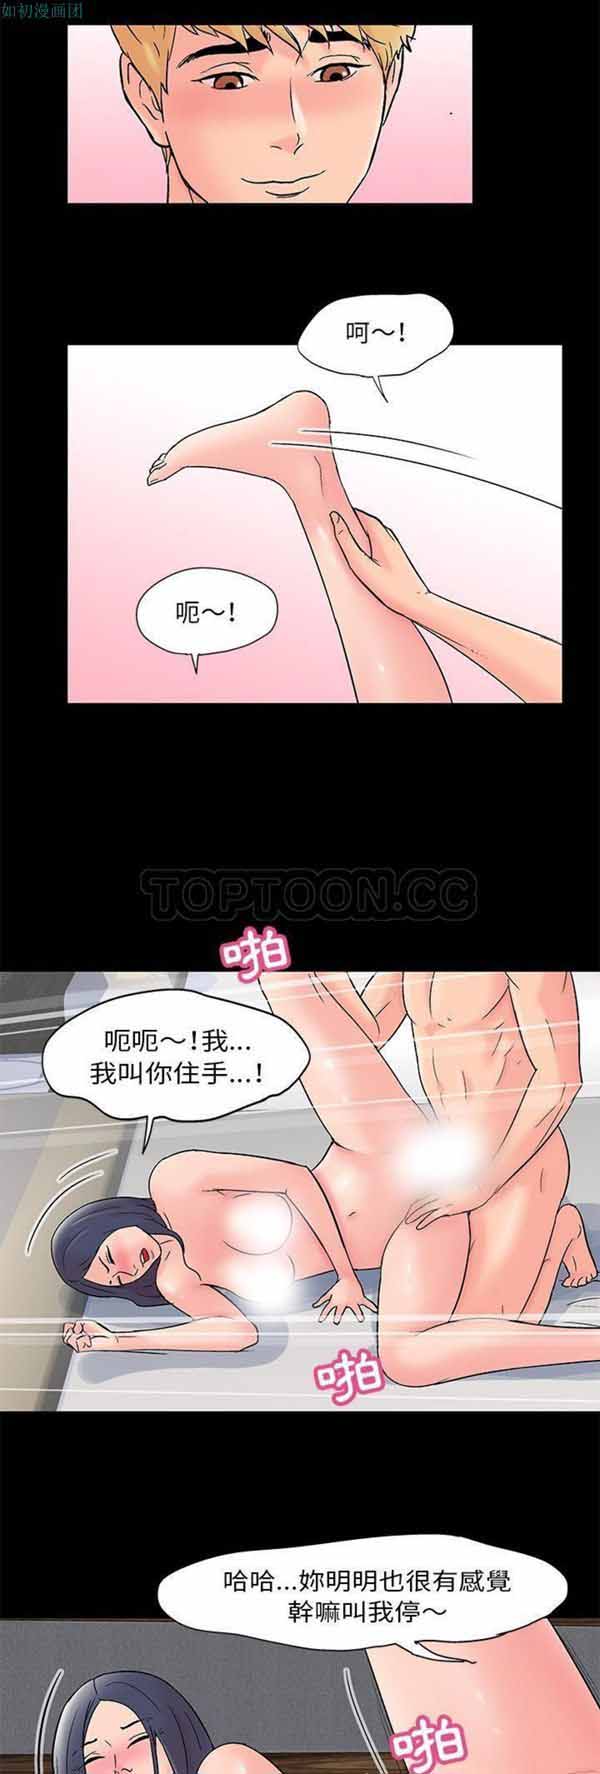 如初漫画团
呵～!
呃～!
TOPTOON.CC
啪
呃呃～!我...
我叫你住手...!
啪
哈哈...妳明明也很有感覺
幹嘛叫我停～
啪